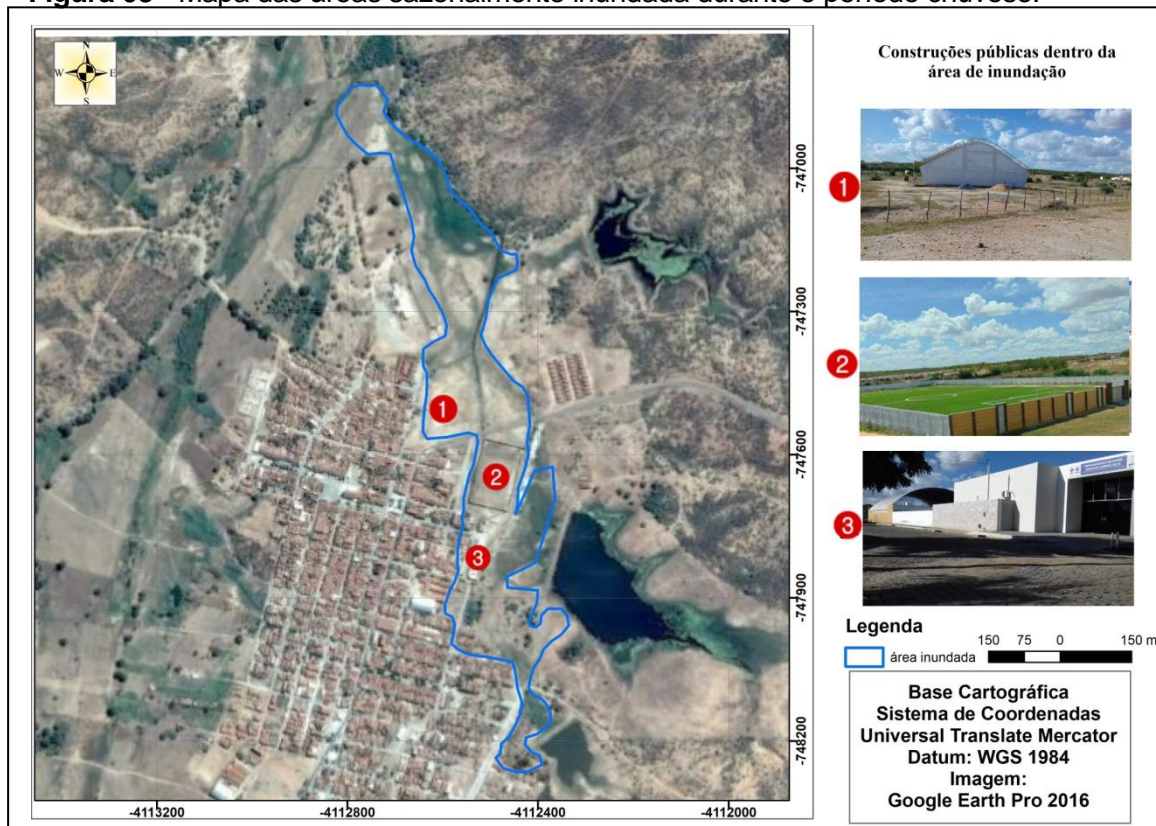 Figura 03 - Mapa das áreas sazonalmente inundada durante o período chuvoso.
N
W E
S
Construções públicas dentro da
área de inundação
1
2
3
1
2
3
-747000
-747300
-747600
-747900
-748200
-4113200
-4112800
-4112400
-4112000
Legenda
área inundada
150 75 0 150 m
Base Cartográfica
Sistema de Coordenadas
Universal Translate Mercator
Datum: WGS 1984
Imagem:
Google Earth Pro 2016